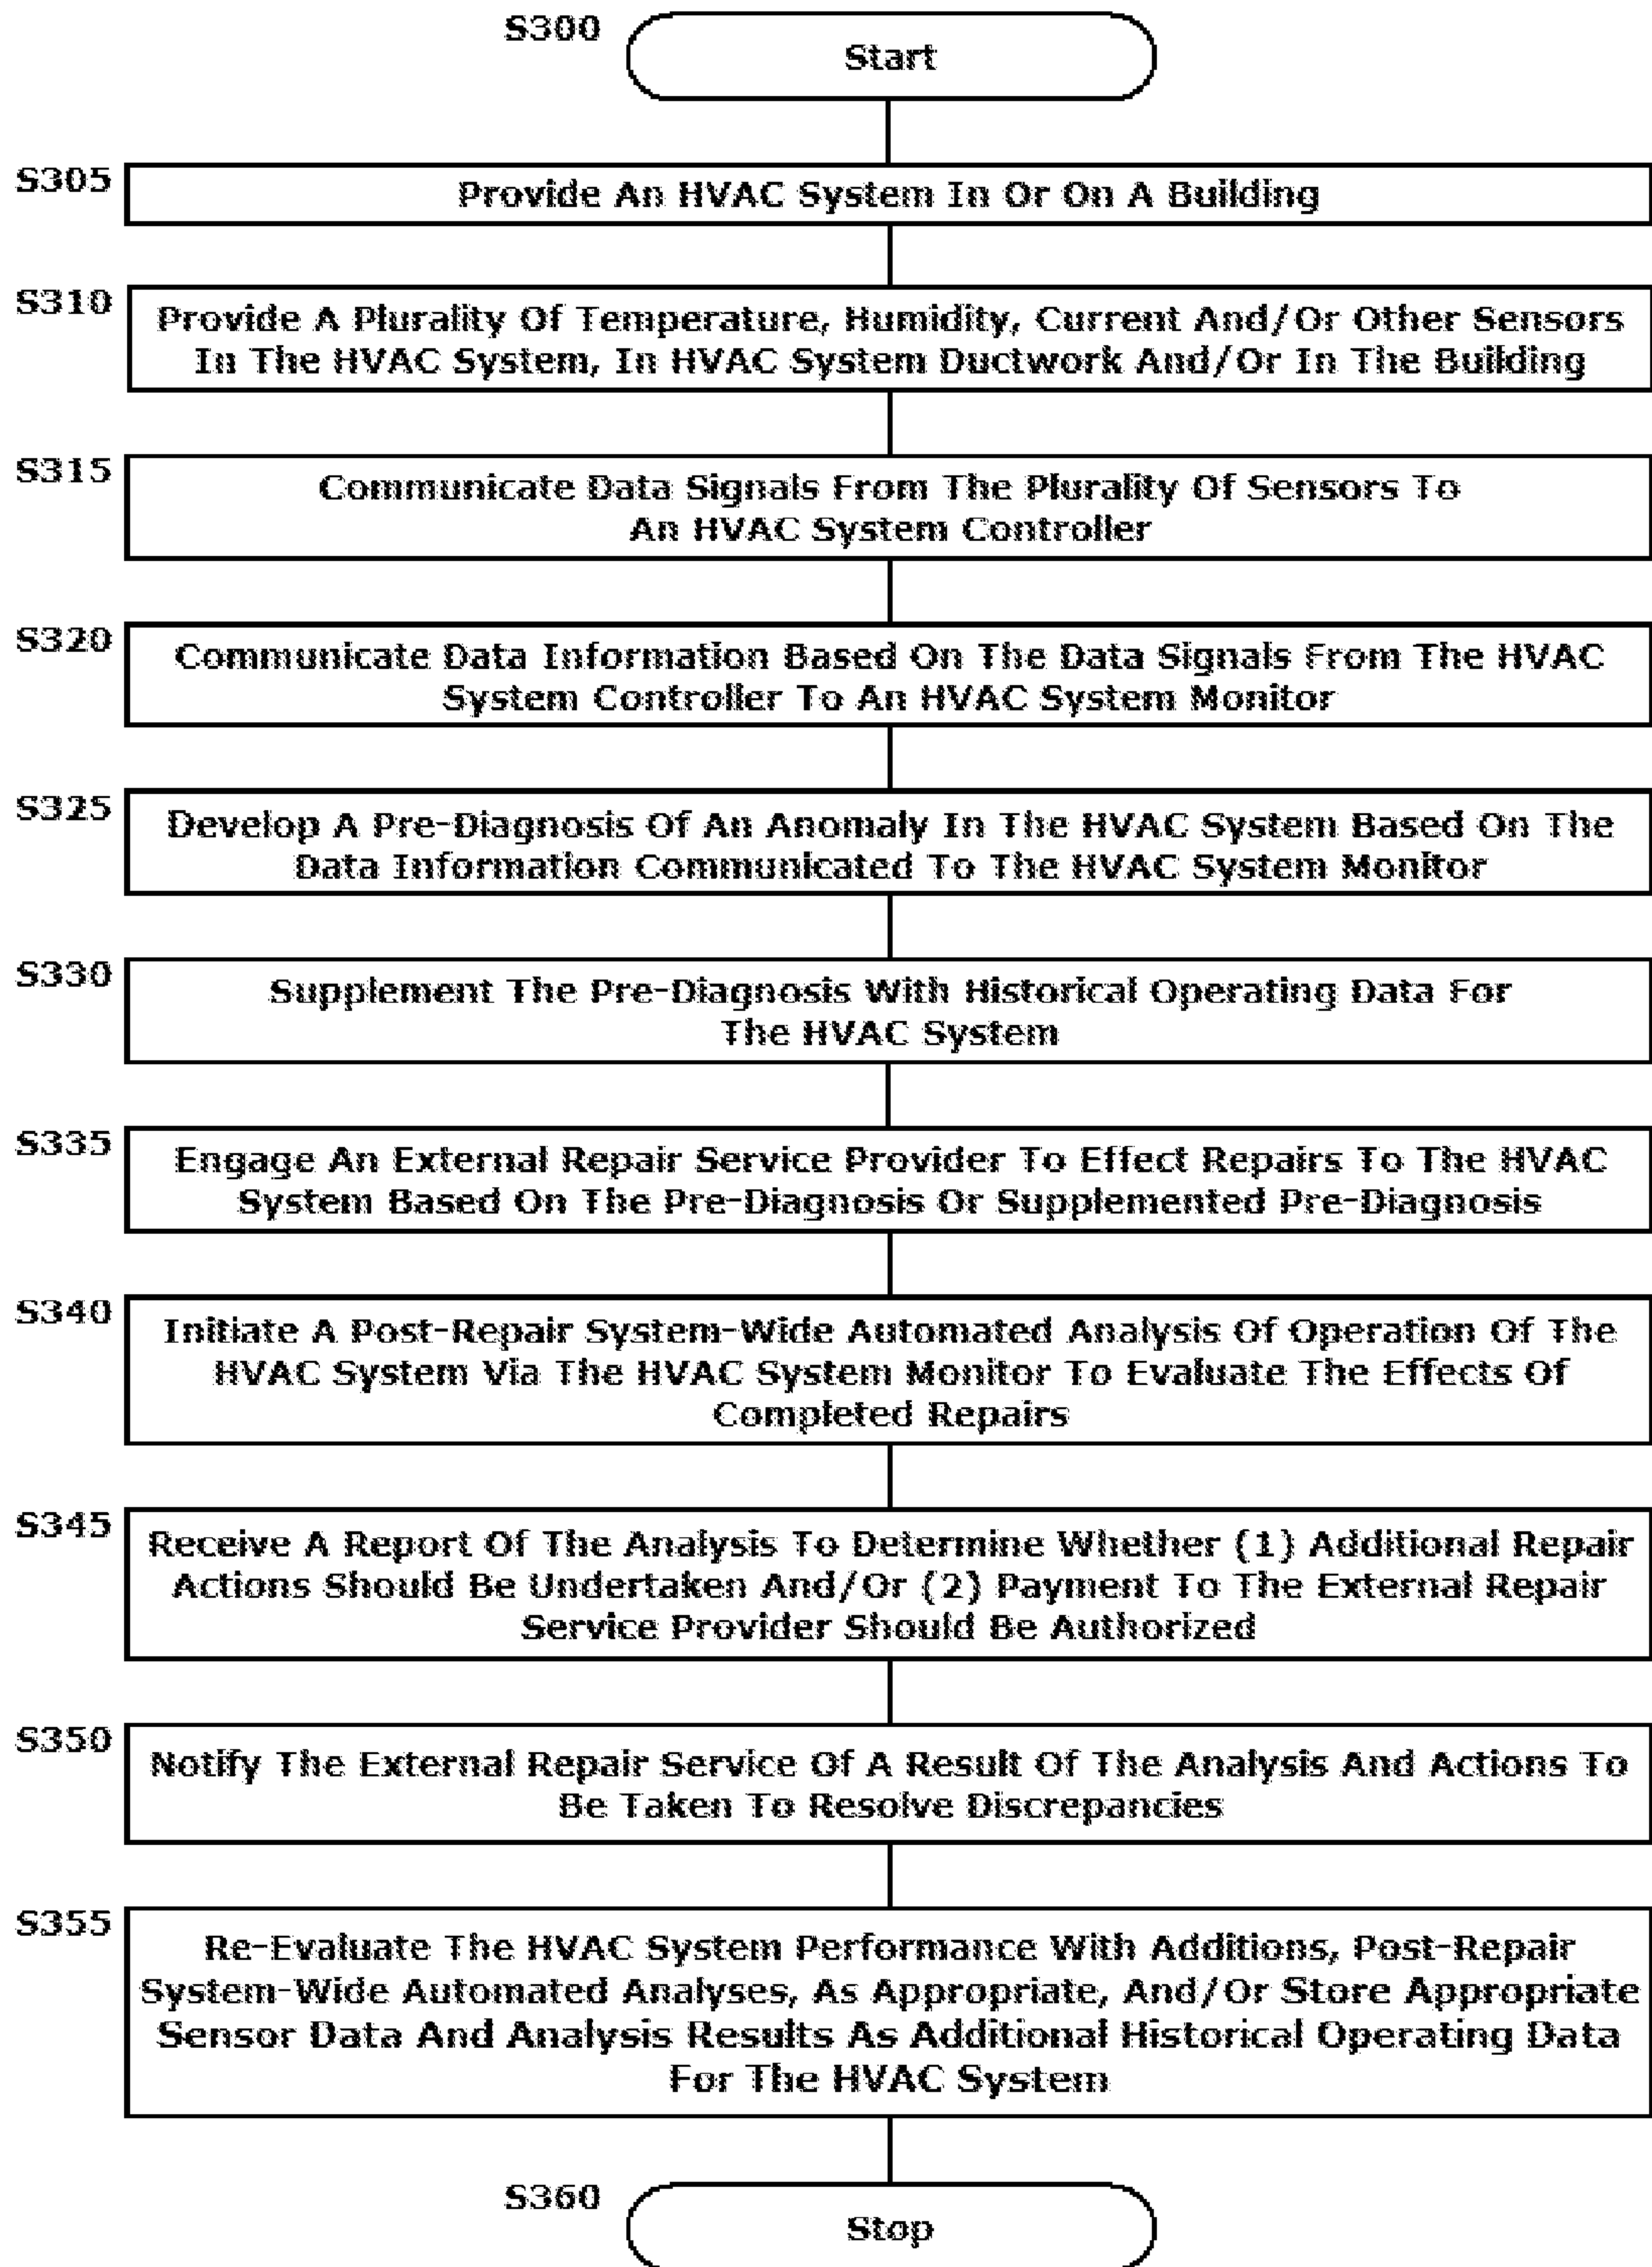 S300
Start
S305
Provide An HVAC System In Or On A Building
S310
Provide A Plurality Of Temperature, Humidity, Current And/Or Other Sensors
In The HVAC System, In HVAC System Ductwork And/Or In The Building
S315
Communicate Data Signals From The Plurality Of Sensors To
An HVAC System Controller
S320
Communicate Data Information Based On The Data Signals From The HVAC
System Controller To An HVAC System Monitor
S325
Develop A Pre-Diagnosis Of An Anomaly In The HVAC System Based On The
Data Information Communicated To The HVAC System Monitor
S330
Supplement The Pre-Diagnosis With Historical Operating Data For
The HVAC System
S335
Engage An External Repair Service Provider To Effect Repairs To The HVAC
System Based On The Pre-Diagnosis Or Supplemented Pre-Diagnosis
S340
Initiate A Post-Repair System-Wide Automated Analysis Of Operation Of The
HVAC System Via The HVAC System Monitor To Evaluate The Effects Of
Completed Repairs
S345
Receive A Report Of The Analysis To Determine Whether (1) Additional Repair
Actions Should Be Undertaken And/Or (2) Payment To The External Repair
Service Provider Should Be Authorized
S350
Notify The External Repair Service Of A Result Of The Analysis And Actions To
Be Taken To Resolve Discrepancies
S355
Re-Evaluate The HVAC System Performance With Additions, Post-Repair
System-Wide Automated Analyses, As Appropriate, And/Or Store Appropriate
Sensor Data And Analysis Results As Additional Historical Operating Data
For The HVAC System
S360
Stop